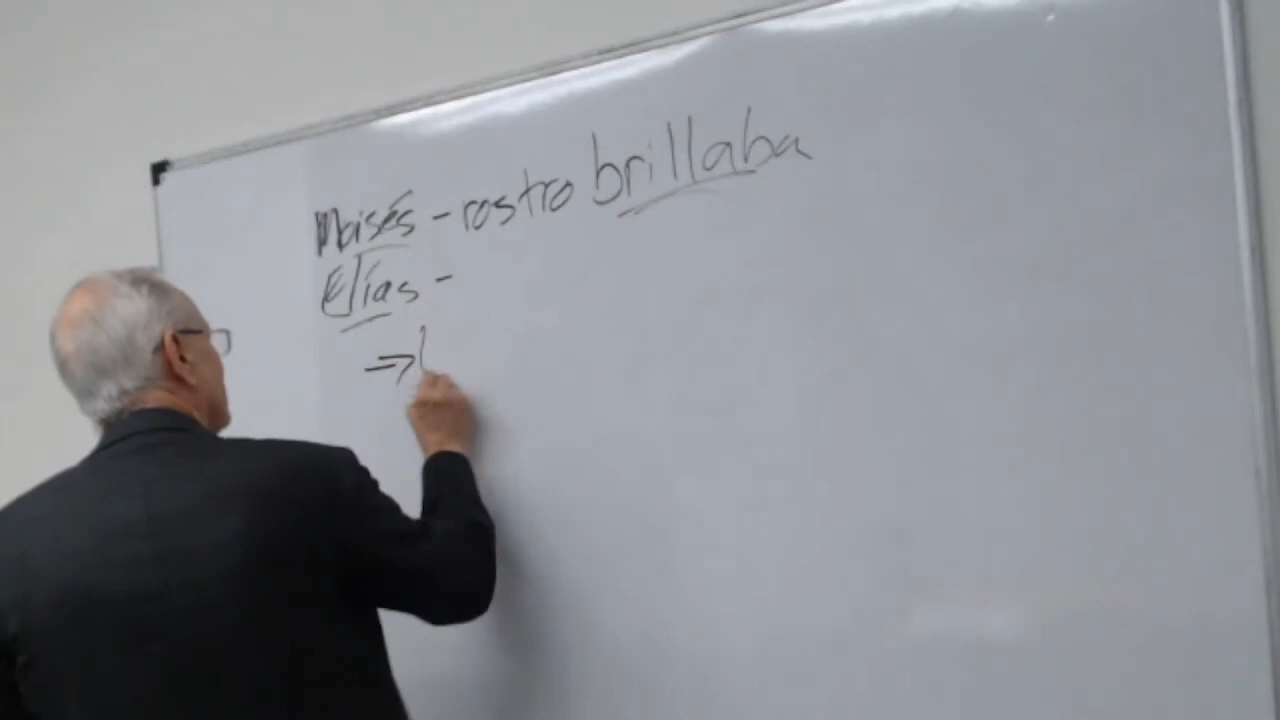 Moisés - rostro brillaba
Elías -
⇒